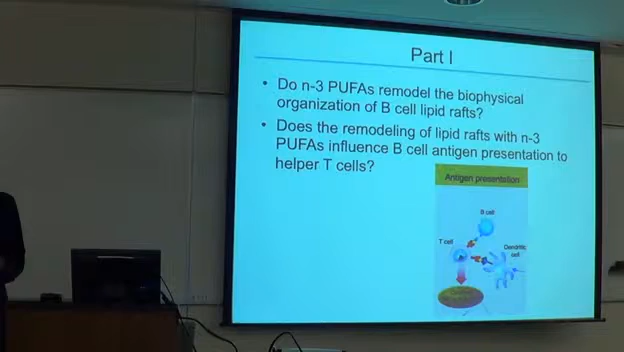 Part I
• Do n-3 PUFAs remodel the biophysical
organization of B cell lipid rafts?
• Does the remodeling of lipid rafts with n-3
PUFAs influence B cell antigen presentation to
helper T cells?
Antigen presentation
B cell
T cell
Dendritic
cell